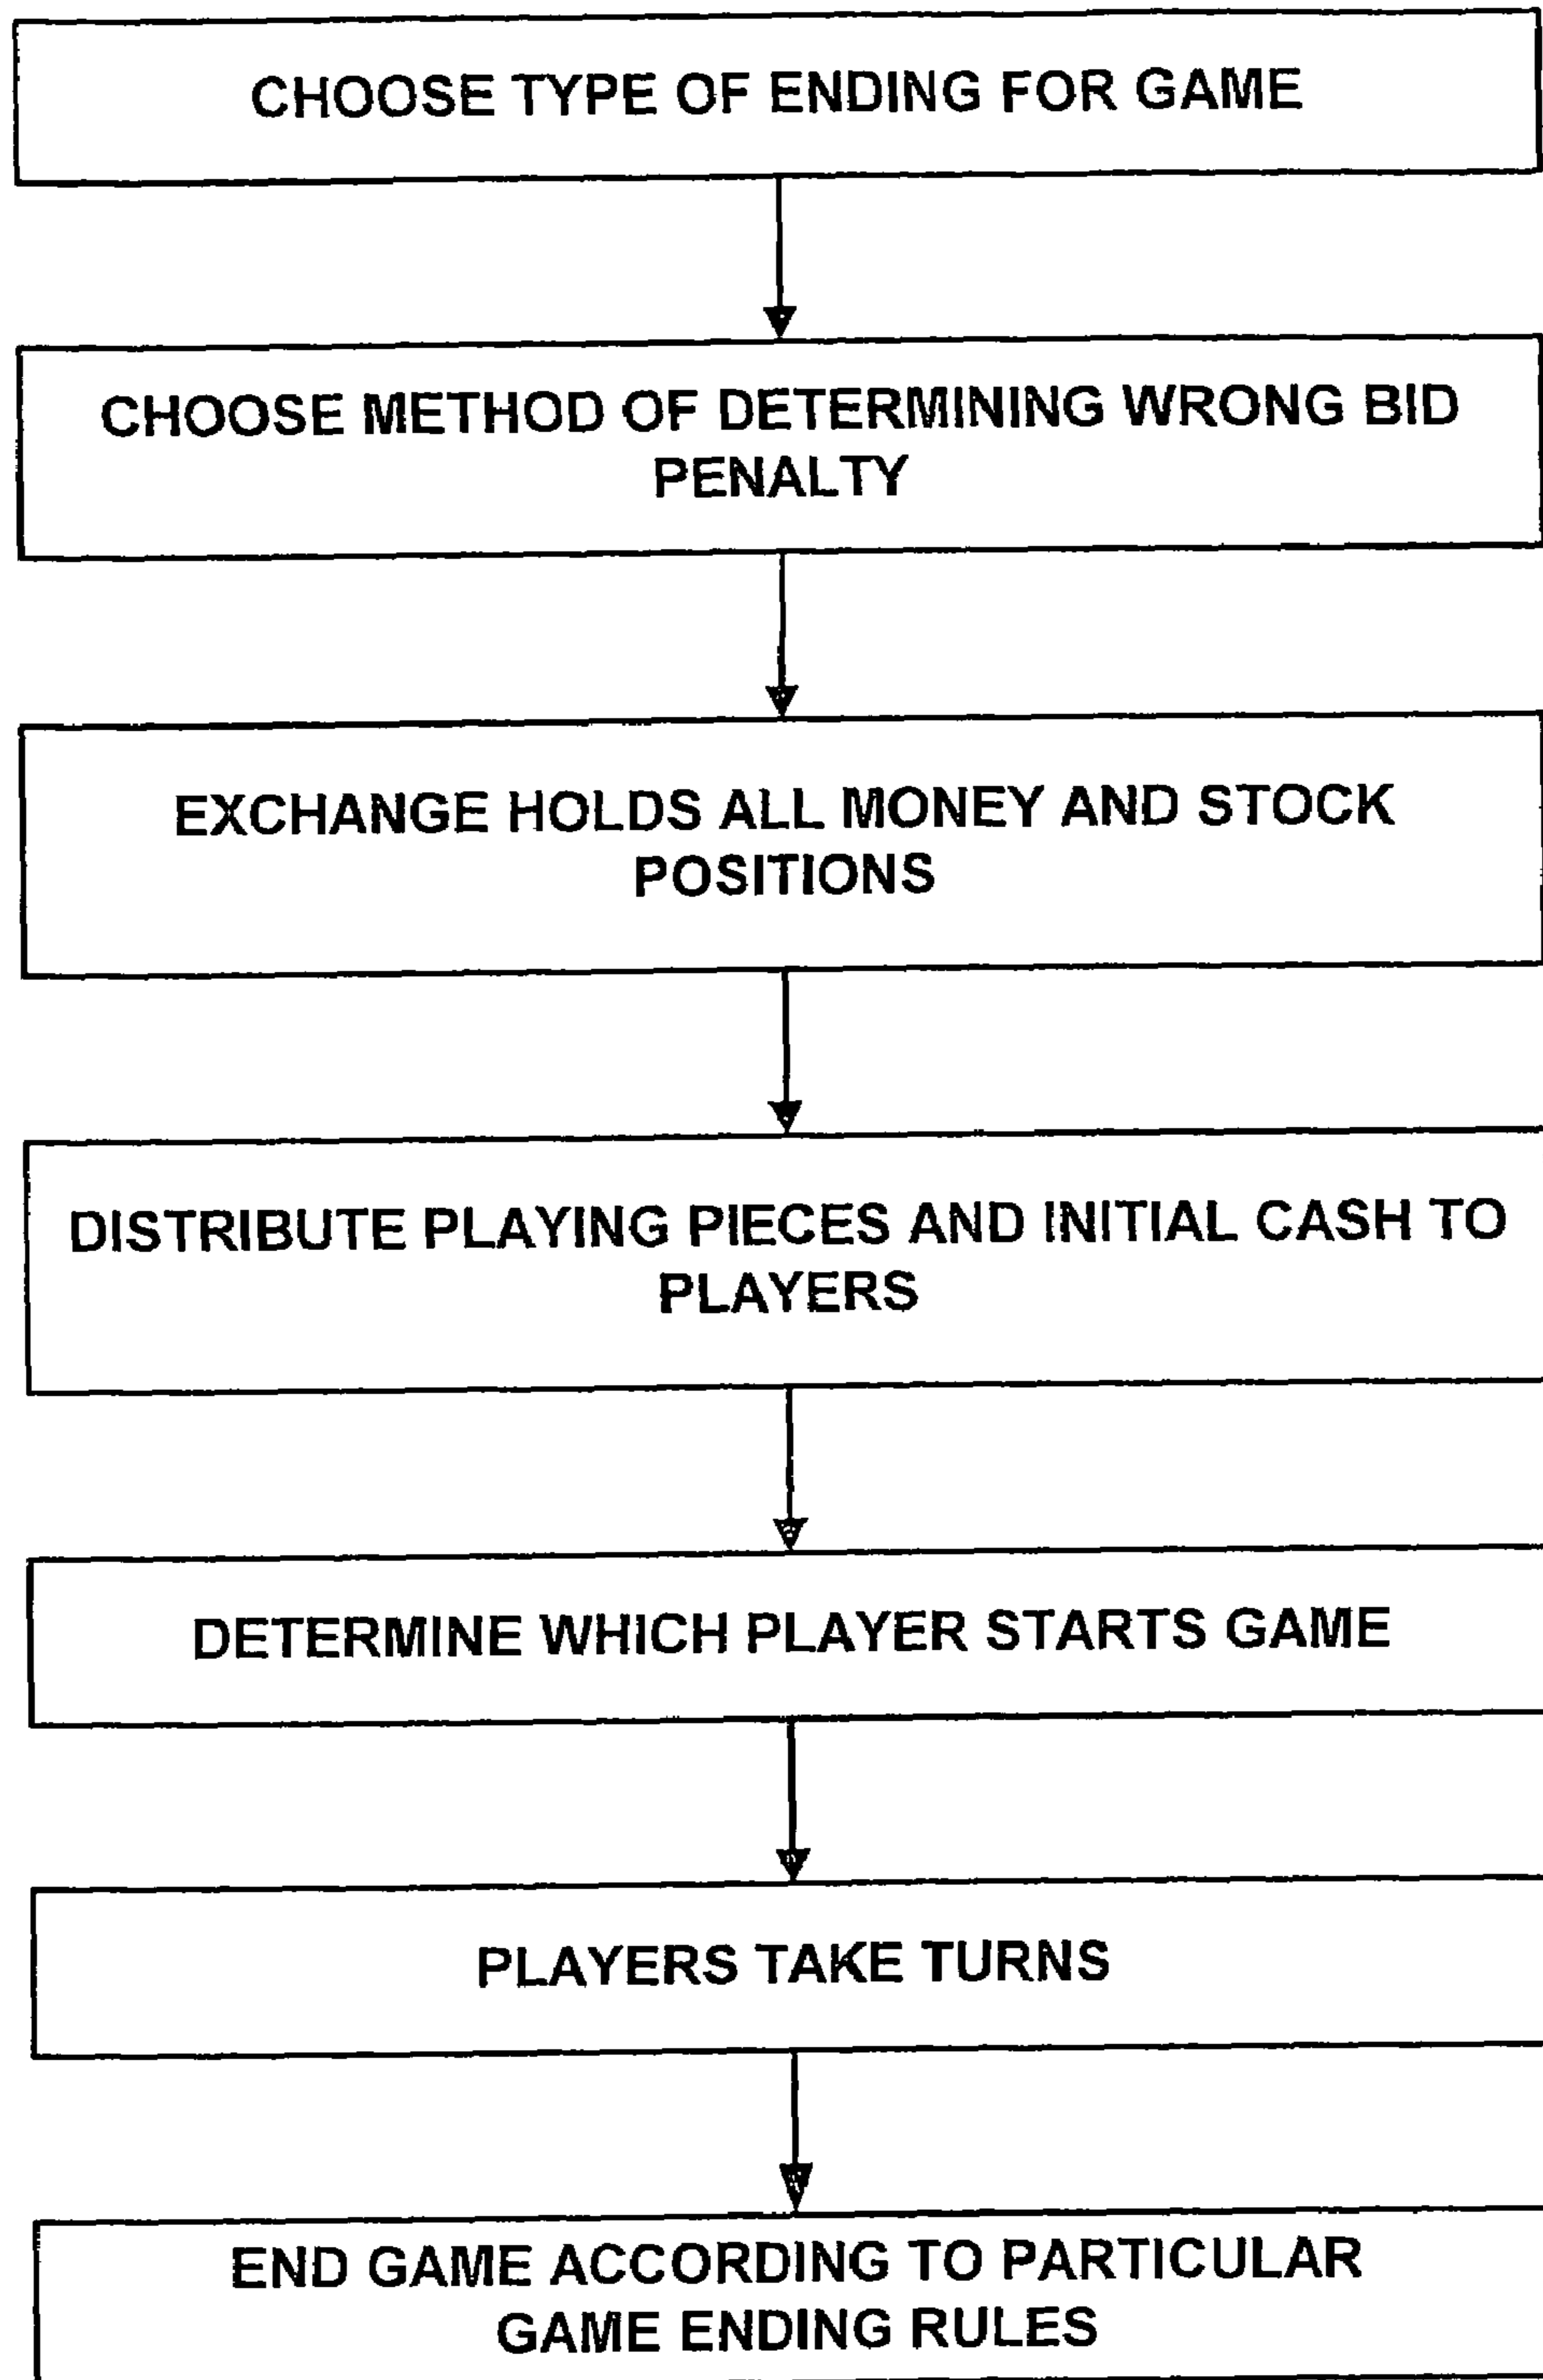 CHOOSE TYPE OF ENDING FOR GAME
CHOOSE METHOD OF DETERMINING WRONG BID
PENALTY
EXCHANGE HOLDS ALL MONEY AND STOCK
POSITIONS
DISTRIBUTE PLAYING PIECES AND INITIAL CASH TO
PLAYERS
DETERMINE WHICH PLAYER STARTS GAME
PLAYERS TAKE TURNS
END GAME ACCORDING TO PARTICULAR
GAME ENDING RULES